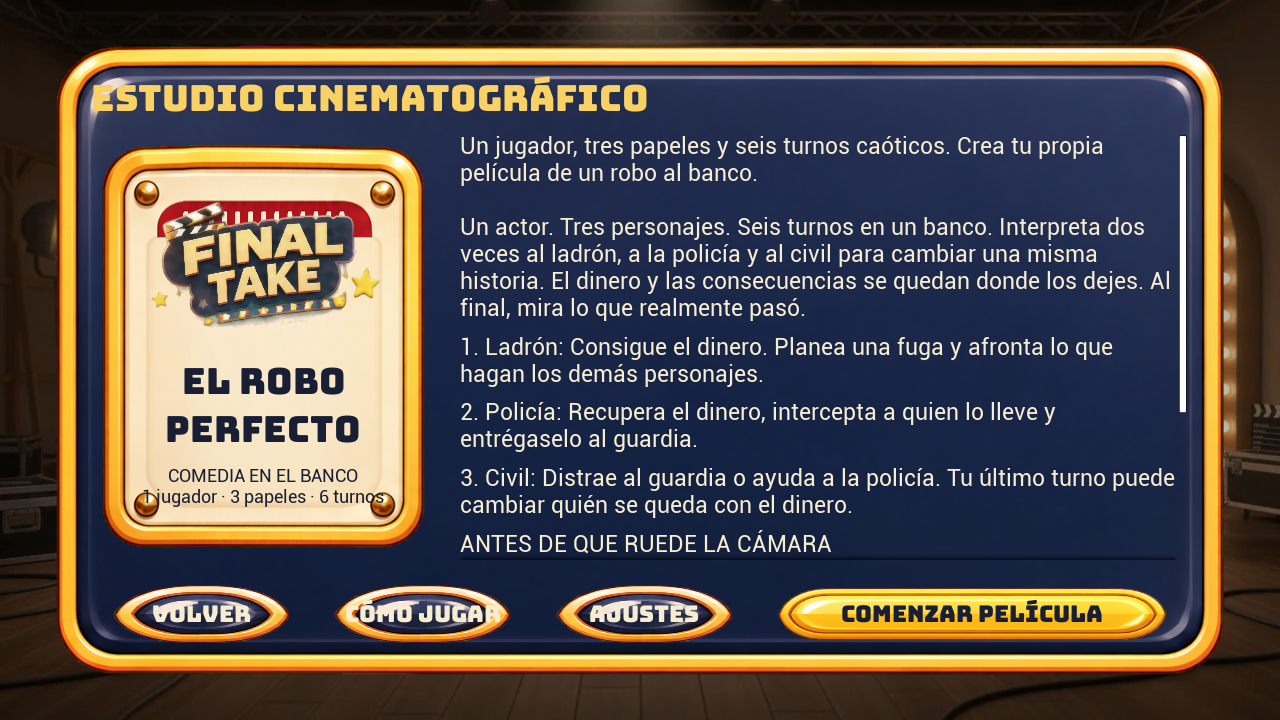 ESTUDIO CINEMATOGRÁFICO
FINAL
TAKE
EL ROBO
PERFECTO
COMEDIA EN EL BANCO
1 jugador · 3 papeles · 6 turnos
Un jugador, tres papeles y seis turnos caóticos. Crea tu propia
película de un robo al banco.
Un actor. Tres personajes. Seis turnos en un banco. Interpreta dos
veces al ladrón, a la policía y al civil para cambiar una misma
historia. El dinero y las consecuencias se quedan donde los dejes. Al
final, mira lo que realmente pasó.
1. Ladrón: Consigue el dinero. Planea una fuga y afronta lo que
hagan los demás personajes.
2. Policía: Recupera el dinero, intercepta a quien lo lleve y
entrégaselo al guardia.
3. Civil: Distrae al guardia o ayuda a la policía. Tu último turno puede
cambiar quién se queda con el dinero.
ANTES DE QUE RUEDE LA CÁMARA
VOLVER
CÓMO JUGAR
AJUSTES
COMENZAR PELÍCULA